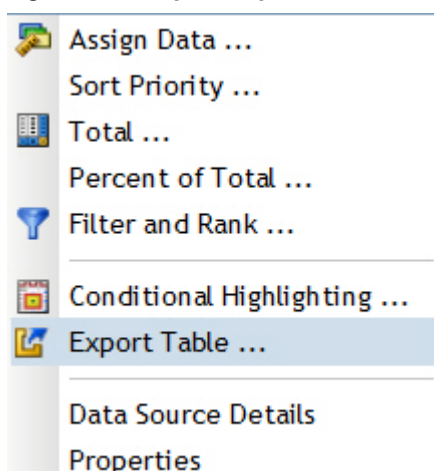 Assign Data ...
Sort Priority ...
Total ...
Percent of Total ...
Filter and Rank ...
Conditional Highlighting ...
Export Table ...
Data Source Details
Properties